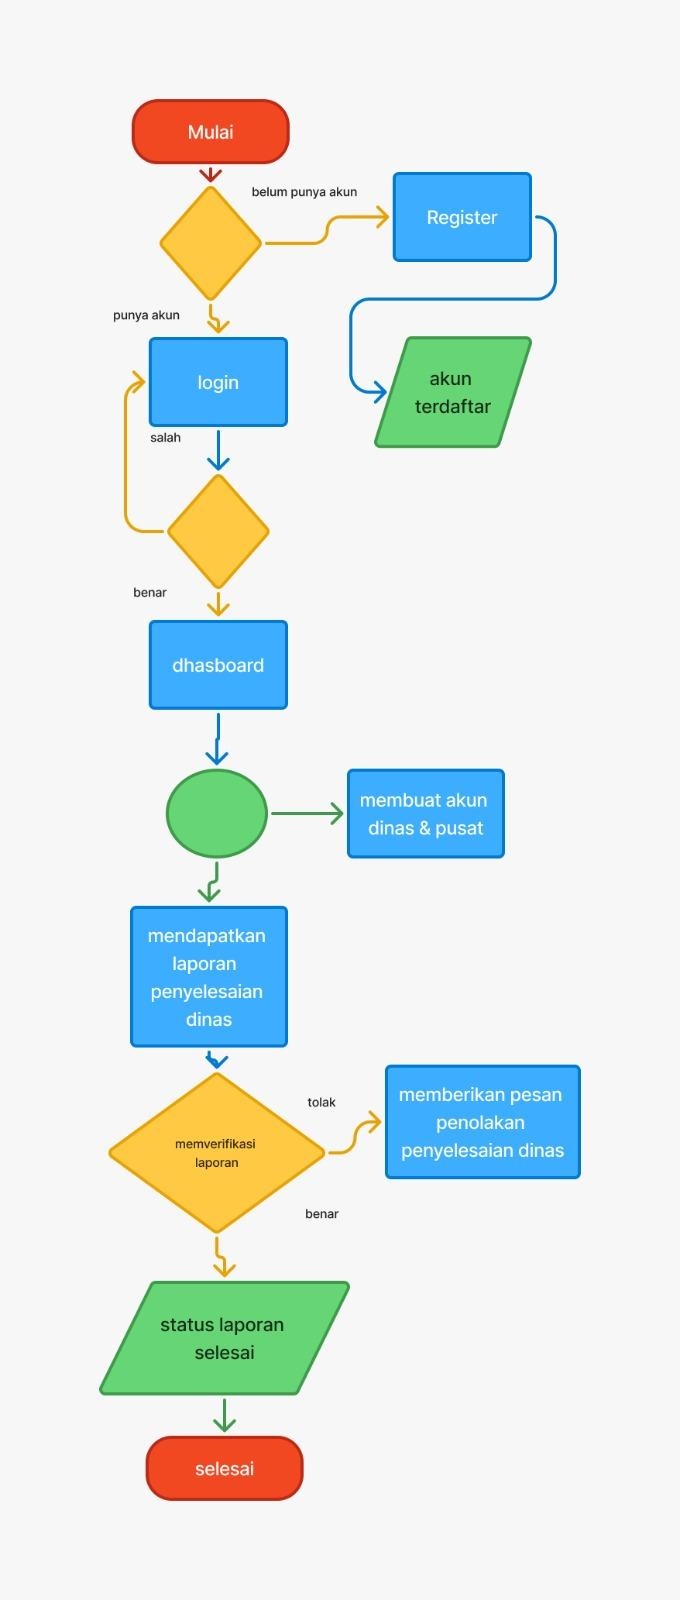 Mulai
belum punya akun
Register
punya akun
login
akun
terdaftar
salah
benar
dhasboard
membuat akun
dinas & pusat
mendapatkan
laporan
penyelesaian
dinas
tolak
memberikan pesan
penolakan
penyelesaian dinas
memverifikasi
laporan
benar
status laporan
selesai
selesai